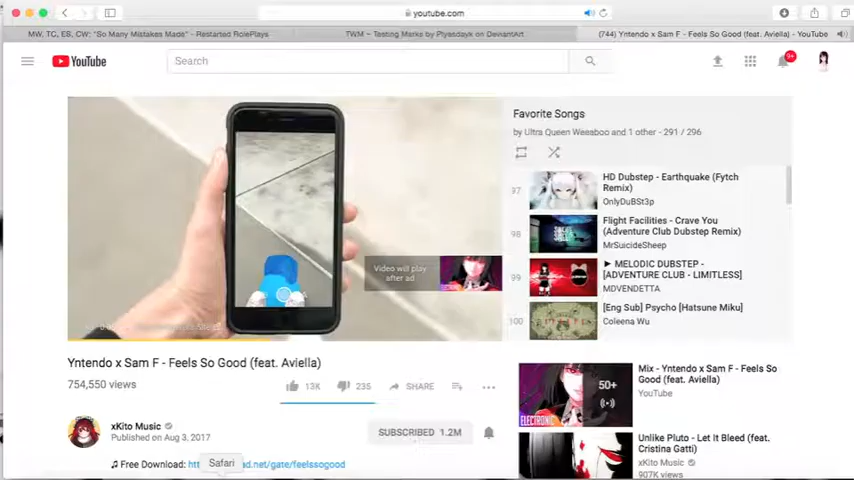 youtube.com
MW, TC, EB, CW: "So Many Mistakes Made" - Restarted RolePlays
TWM ~ Testing Marks by Plyesdayk on DeviantArt
(744) Yntendo x Sam F - Feels So Good (feat. Aviella) - YouTube
YouTube
Search
9+
Favorite Songs
by Ultra Queen Weeaboo and 1 other - 291 / 296
97
HD Dubstep - Earthquake (Fytch
Remix)
OnlyDuBSt3p
98
Flight Facilities - Crave You
(Adventure Club Dubstep Remix)
MrSuicideSheep
99
► MELODIC DUBSTEP -
[ADVENTURE CLUB - LIMITLESS]
MDVENDETTA
100
[Eng Sub] Psycho [Hatsune Miku]
Coleena Wu
Video will play
after ad
Yntendo x Sam F - Feels So Good (feat. Aviella)
754,550 views
13K
235
SHARE
xKito Music
Published on Aug 3, 2017
SUBSCRIBED 1.2M
♫ Free Download:
ad.net/gate/feelssogood
Safari
50+
ELECTRONIC
Mix - Yntendo x Sam F - Feels So
Good (feat. Aviella)
YouTube
Unlike Pluto - Let It Bleed (feat.
Cristina Gatti)
xKito Music
907K views